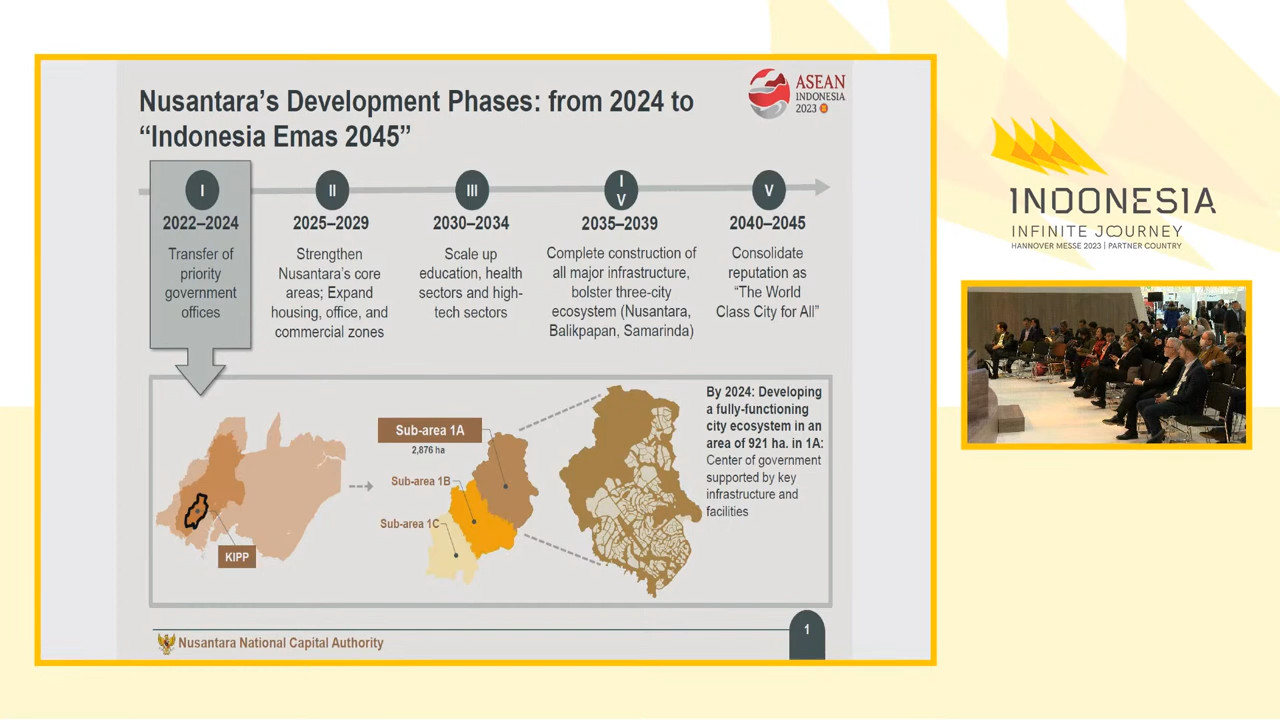 Nusantara's Development Phases: from 2024 to
“Indonesia Emas 2045”
ASEAN
INDONESIA
2023
I
2022–2024
Transfer of
priority
government
offices
II
2025–2029
Strengthen
Nusantara's core
areas; Expand
housing, office, and
commercial zones
III
2030–2034
Scale up
education, health
sectors and high-
tech sectors
I
V
2035–2039
Complete construction of
all major infrastructure,
bolster three-city
ecosystem (Nusantara,
Balikpapan, Samarinda)
V
2040–2045
Consolidate
reputation as
“The World
Class City for All”
KIPP
Sub-area 1A
2,876 ha
Sub-area 1B
Sub-area 1C
By 2024: Developing
a fully-functioning
city ecosystem in an
area of 921 ha. in 1A:
Center of government
supported by key
infrastructure and
facilities
Nusantara National Capital Authority
1
INDONESIA
INFINITE JOURNEY
HANNOVER MESSE 2023 | PARTNER COUNTRY